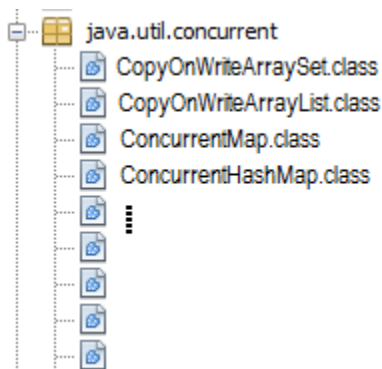 java.util.concurrent
CopyOnWriteArraySet.class
CopyOnWriteArrayList.class
ConcurrentMap.class
ConcurrentHashMap.class